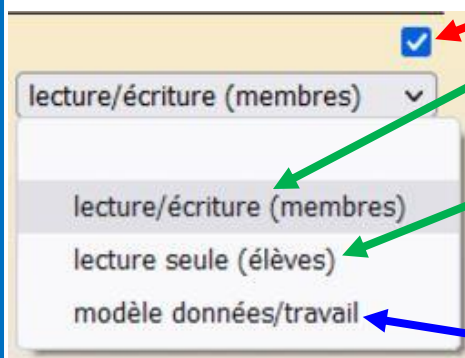 lecture/écriture (membres)
lecture/écriture (membres)
lecture seule (élèves)
modèle données/travail